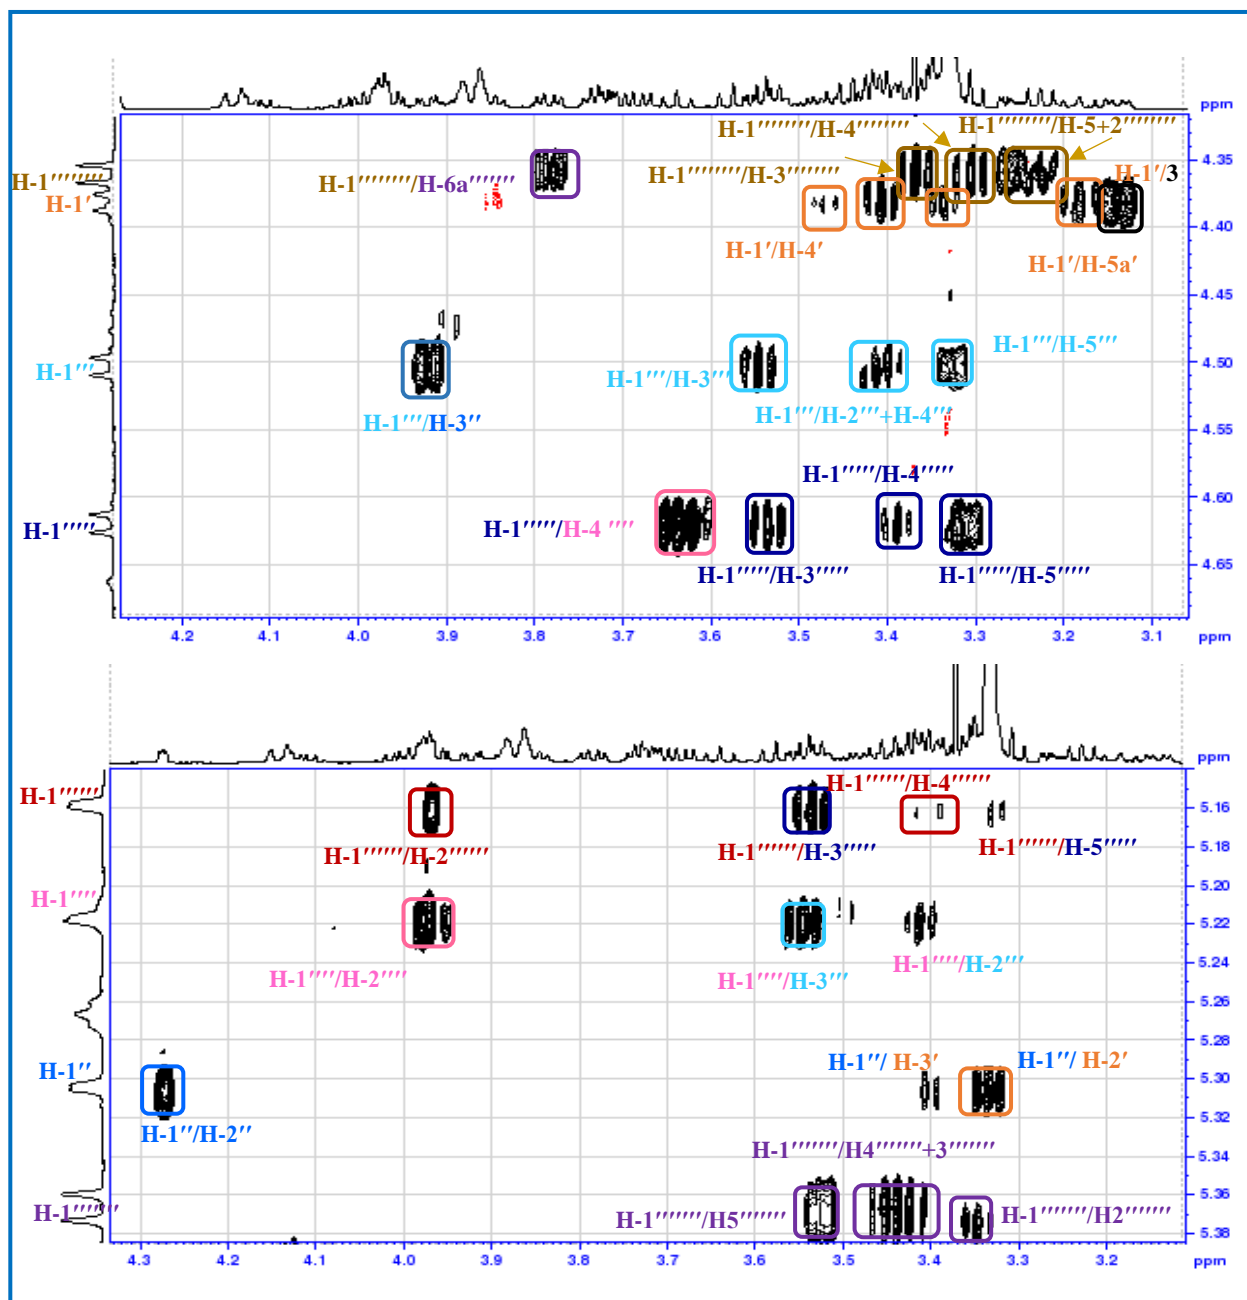 ppm
H-1′′′′′′′′/H-4′′′′′′′′
H-1′′′′′′′′/H-5+2′′′′′′′′
4.35
H-1′′′′′′′′/H-3′′′′′′′′
H-1′/3
H-1′′′′′′′′
H-1′′′′′′′′/H-6a′′′′′′′
H-1′
4.40
H-1′/H-4′
H-1′/H-5a′
4.45
4.50
H-1′′′/H-5′′′
H-1′′′
H-1′′′/H-3′′′
H-1′′′/H-3′′
H-1′′′/H-2′′′+H-4′′′
4.55
H-1′′′′′/H-4′′′′′
4.60
H-1′′′′′
H-1′′′′′/H-4 ′′′′
4.65
H-1′′′′′/H-3′′′′′
H-1′′′′′/H-5′′′′′
4.2 4.1 4.0 3.9 3.8 3.7 3.6 3.5 3.4 3.3 3.2 3.1 ppm
ppm
H-1′′′′′′
H-1′′′′′′/H-4′′′′′′
5.16
H-1′′′′′′/H-2′′′′′′
H-1′′′′′′/H-3′′′′′
H-1′′′′′′/H-5′′′′′
5.18
5.20
H-1′′′′
5.22
H-1′′′′/H-2′′′′
H-1′′′′/H-3′′′
H-1′′′′/H-2′′′
5.24
5.26
5.28
H-1′′
H-1′′/ H-3′
H-1′′/ H-2′
5.30
5.32
H-1′′/H-2′′
5.34
H-1′′′′′′′/H4′′′′′′′+3′′′′′′′
5.36
H-1′′′′′′′
H-1′′′′′′′/H5′′′′′′′
H-1′′′′′′′/H2′′′′′′′
5.38
4.3 4.2 4.1 4.0 3.9 3.8 3.7 3.6 3.5 3.4 3.3 3.2 ppm